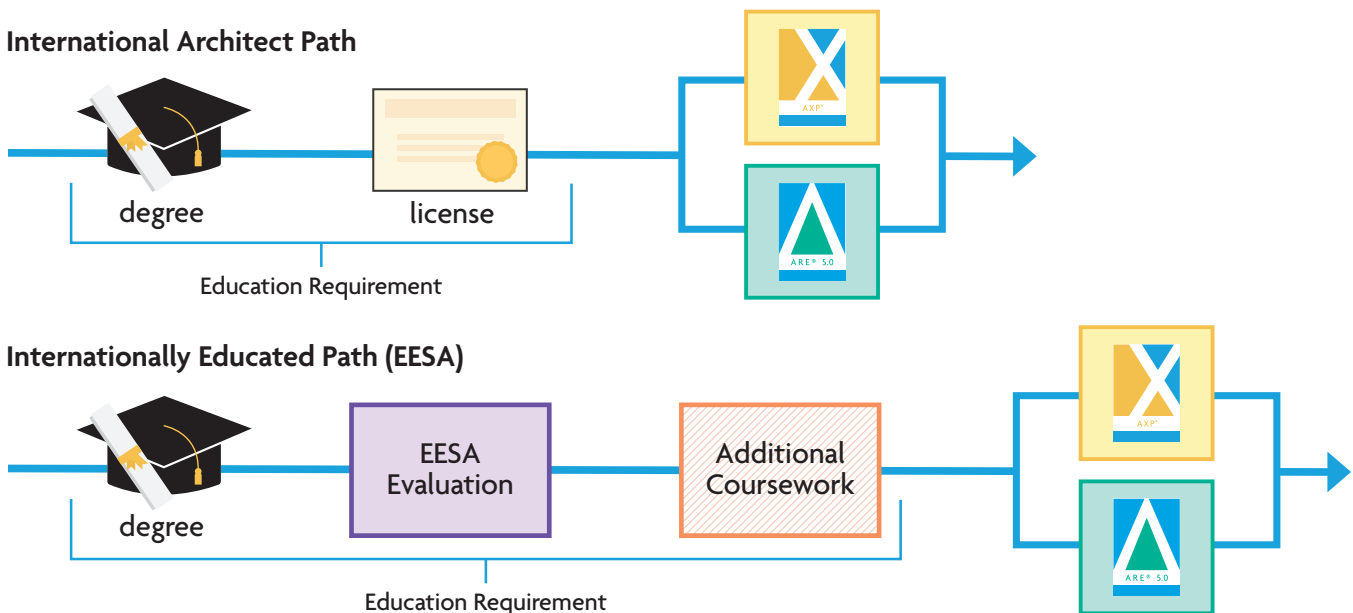 International Architect Path
AXP®
degree
license
ARE® 5.0
Education Requirement
Internationally Educated Path (EESA)
AXP®
EESA
Evaluation
Additional
Coursework
degree
ARE® 5.0
Education Requirement